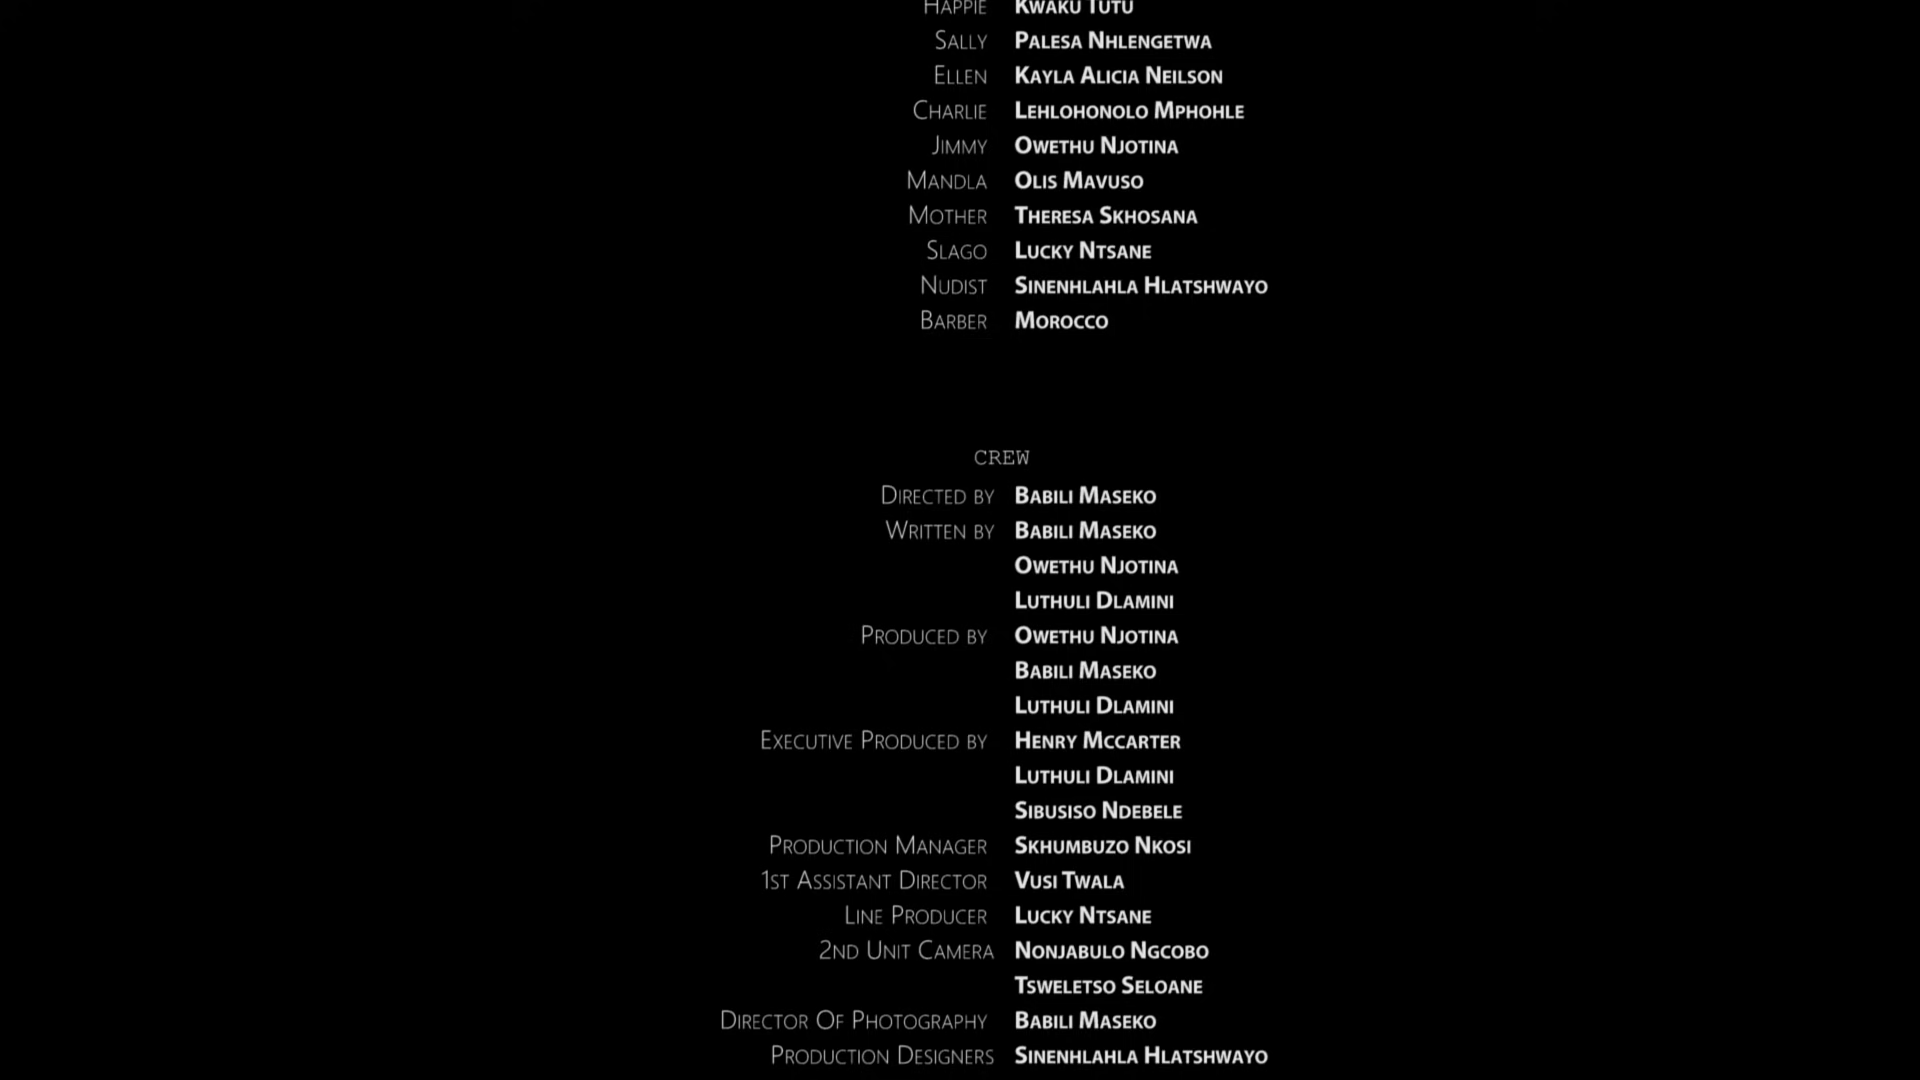 Happie Kwaku Tutu
Sally Palesa Nhlengetwa
Ellen Kayla Alicia Neilson
Charlie Lehlohonolo Mphohle
Jimmy Owethu Njotina
Mandla Olis Mavuso
Mother Theresa Skhosana
Slago Lucky Ntsane
Nudist Sinenhlahla Hlatshwayo
Barber Morocco
CREW
Directed by Babili Maseko
Written by Babili Maseko
Owethu Njotina
Luthuli Dlamini
Produced by Owethu Njotina
Babili Maseko
Luthuli Dlamini
Executive Produced by Henry Mccarter
Luthuli Dlamini
Sibusiso Ndebele
Production Manager Skhumbuzo Nkosi
1st Assistant Director Vusi Twala
Line Producer Lucky Ntsane
2nd Unit Camera Nonjabulo Ngcobo
Tsweletso Seloane
Director Of Photography Babili Maseko
Production Designers Sinenhlahla Hlatshwayo